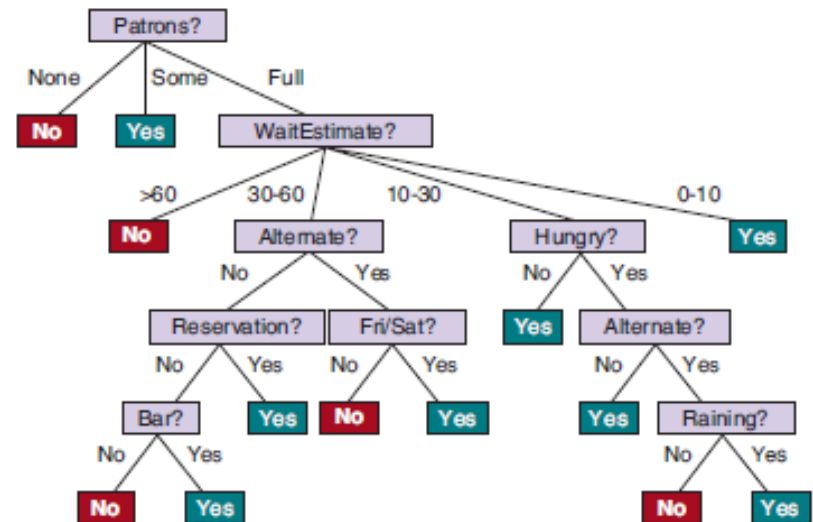 Patrons?
None Some Full
No Yes WaitEstimate?
>60 30-60 10-30 0-10
No Alternate? Hungry? Yes
No Yes No Yes
Reservation? Fri/Sat? Yes Alternate?
No Yes No Yes No Yes
Bar? Yes No Yes Yes Raining?
No Yes No Yes
No Yes No Yes